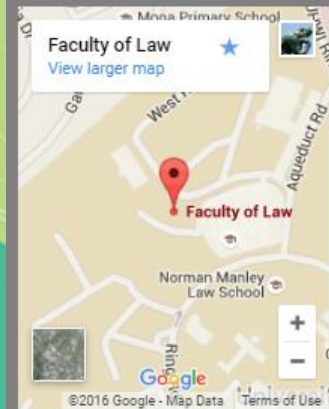 Mona Primary School
Faculty of Law
View larger map
West
Aqueduct Rd
Faculty of Law
Norman Manley
Law School
Ring
+
−
Google
©2016 Google - Map Data Terms of Use